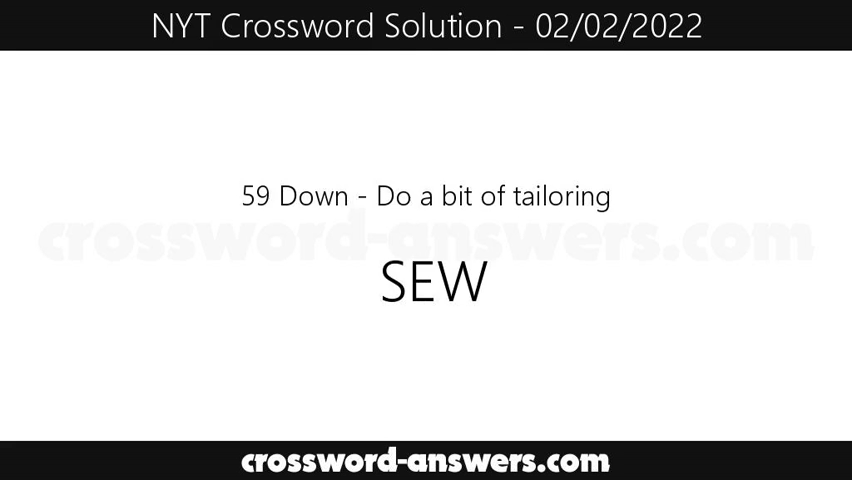 NYT Crossword Solution - 02/02/2022
59 Down - Do a bit of tailoring
crossword-answers.com
SEW
crossword-answers.com